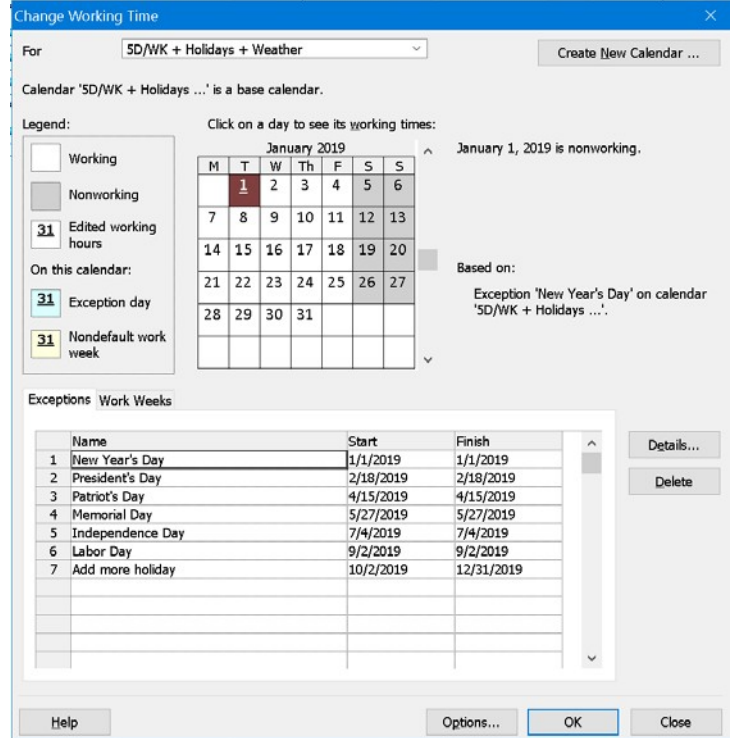 Change Working Time
For 5D/WK + Holidays + Weather Create New Calendar ...
Calendar '5D/WK + Holidays ...' is a base calendar.
Legend:
Working
Nonworking
31 Edited working
hours
On this calendar:
31 Exception day
31 Nondefault work
week
Click on a day to see its working times:
January 2019
M T W Th F S S
1 2 3 4 5 6
7 8 9 10 11 12 13
14 15 16 17 18 19 20
21 22 23 24 25 26 27
28 29 30 31
January 1, 2019 is nonworking.
Based on:
Exception 'New Year's Day' on calendar
'5D/WK + Holidays ...'.
Exceptions Work Weeks
Name Start Finish
1 New Year's Day 1/1/2019 1/1/2019
2 President's Day 2/18/2019 2/18/2019
3 Patriot's Day 4/15/2019 4/15/2019
4 Memorial Day 5/27/2019 5/27/2019
5 Independence Day 7/4/2019 7/4/2019
6 Labor Day 9/2/2019 9/2/2019
7 Add more holiday 10/2/2019 12/31/2019
Details...
Delete
Help Options... OK Close